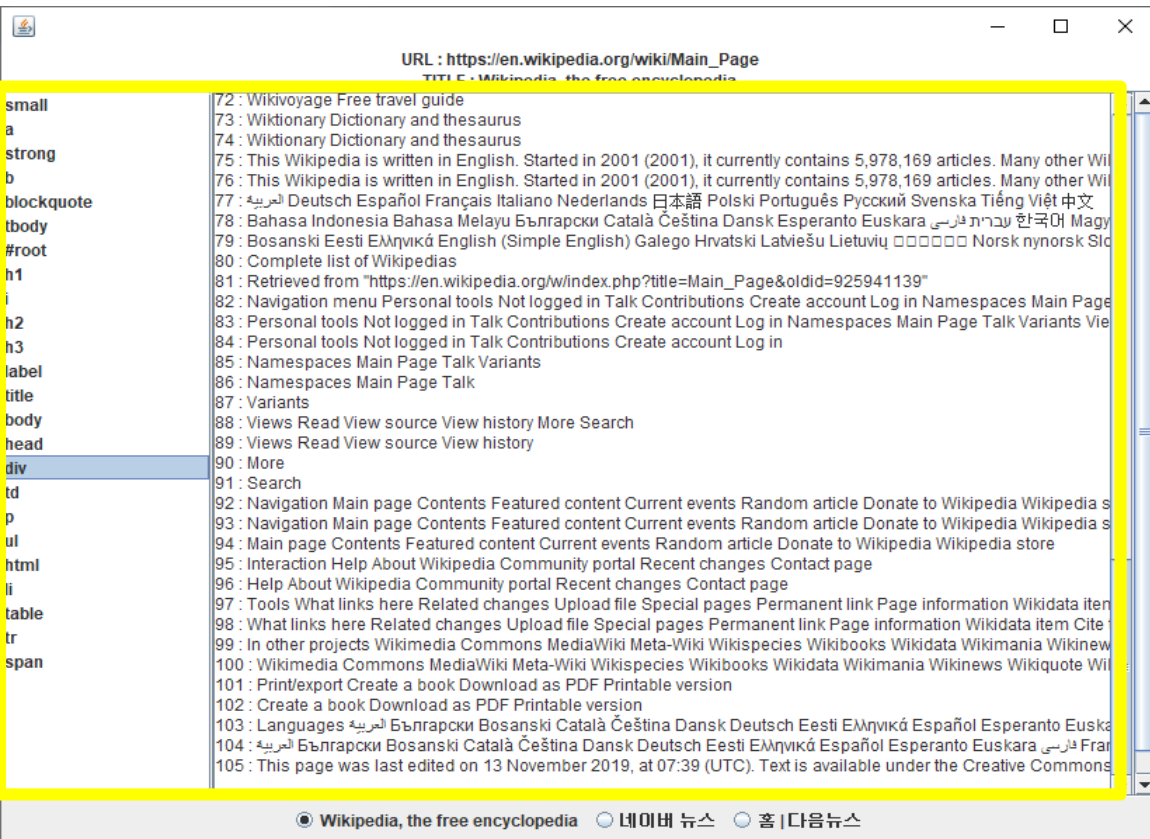 URL : https://en.wikipedia.org/wiki/Main_Page
TITLE : Wikipedia, the free encyclopedia
small
a
strong
b
blockquote
tbody
#root
h1
i
h2
h3
label
title
body
head
div
td
p
ul
html
li
table
tr
span
72 : Wikivoyage Free travel guide
73 : Wiktionary Dictionary and thesaurus
74 : Wiktionary Dictionary and thesaurus
75 : This Wikipedia is written in English. Started in 2001 (2001), it currently contains 5,978,169 articles. Many other Wil
76 : This Wikipedia is written in English. Started in 2001 (2001), it currently contains 5,978,169 articles. Many other Wil
77 : العربية Deutsch Español Français Italiano Nederlands 日本語 Polski Português Русский Svenska Tiếng Việt 中文
78 : Bahasa Indonesia Bahasa Melayu Български Català Čeština Dansk Esperanto Euskara فارسی עברית 한국어 Magy
79 : Bosanski Eesti Ελληνικά English (Simple English) Galego Hrvatski Latviešu Lietuvių □□□□□□ Norsk nynorsk Slo
80 : Complete list of Wikipedias
81 : Retrieved from "https://en.wikipedia.org/w/index.php?title=Main_Page&oldid=925941139"
82 : Navigation menu Personal tools Not logged in Talk Contributions Create account Log in Namespaces Main Page
83 : Personal tools Not logged in Talk Contributions Create account Log in Namespaces Main Page Talk Variants Vie
84 : Personal tools Not logged in Talk Contributions Create account Log in
85 : Namespaces Main Page Talk Variants
86 : Namespaces Main Page Talk
87 : Variants
88 : Views Read View source View history More Search
89 : Views Read View source View history
90 : More
91 : Search
92 : Navigation Main page Contents Featured content Current events Random article Donate to Wikipedia Wikipedia s
93 : Navigation Main page Contents Featured content Current events Random article Donate to Wikipedia Wikipedia s
94 : Main page Contents Featured content Current events Random article Donate to Wikipedia Wikipedia store
95 : Interaction Help About Wikipedia Community portal Recent changes Contact page
96 : Help About Wikipedia Community portal Recent changes Contact page
97 : Tools What links here Related changes Upload file Special pages Permanent link Page information Wikidata iten
98 : What links here Related changes Upload file Special pages Permanent link Page information Wikidata item Cite
99 : In other projects Wikimedia Commons MediaWiki Meta-Wiki Wikispecies Wikibooks Wikidata Wikimania Wikinew
100 : Wikimedia Commons MediaWiki Meta-Wiki Wikispecies Wikibooks Wikidata Wikimania Wikinews Wikiquote Wil
101 : Print/export Create a book Download as PDF Printable version
102 : Create a book Download as PDF Printable version
103 : Languages العربية Български Bosanski Català Čeština Dansk Deutsch Eesti Ελληνικά Español Esperanto Euska
104 : العربية Български Bosanski Català Čeština Dansk Deutsch Eesti Ελληνικά Español Esperanto Euskara فارسی Fran
105 : This page was last edited on 13 November 2019, at 07:39 (UTC). Text is available under the Creative Commons
Wikipedia, the free encyclopedia 네이버 뉴스 홈 | 다음뉴스